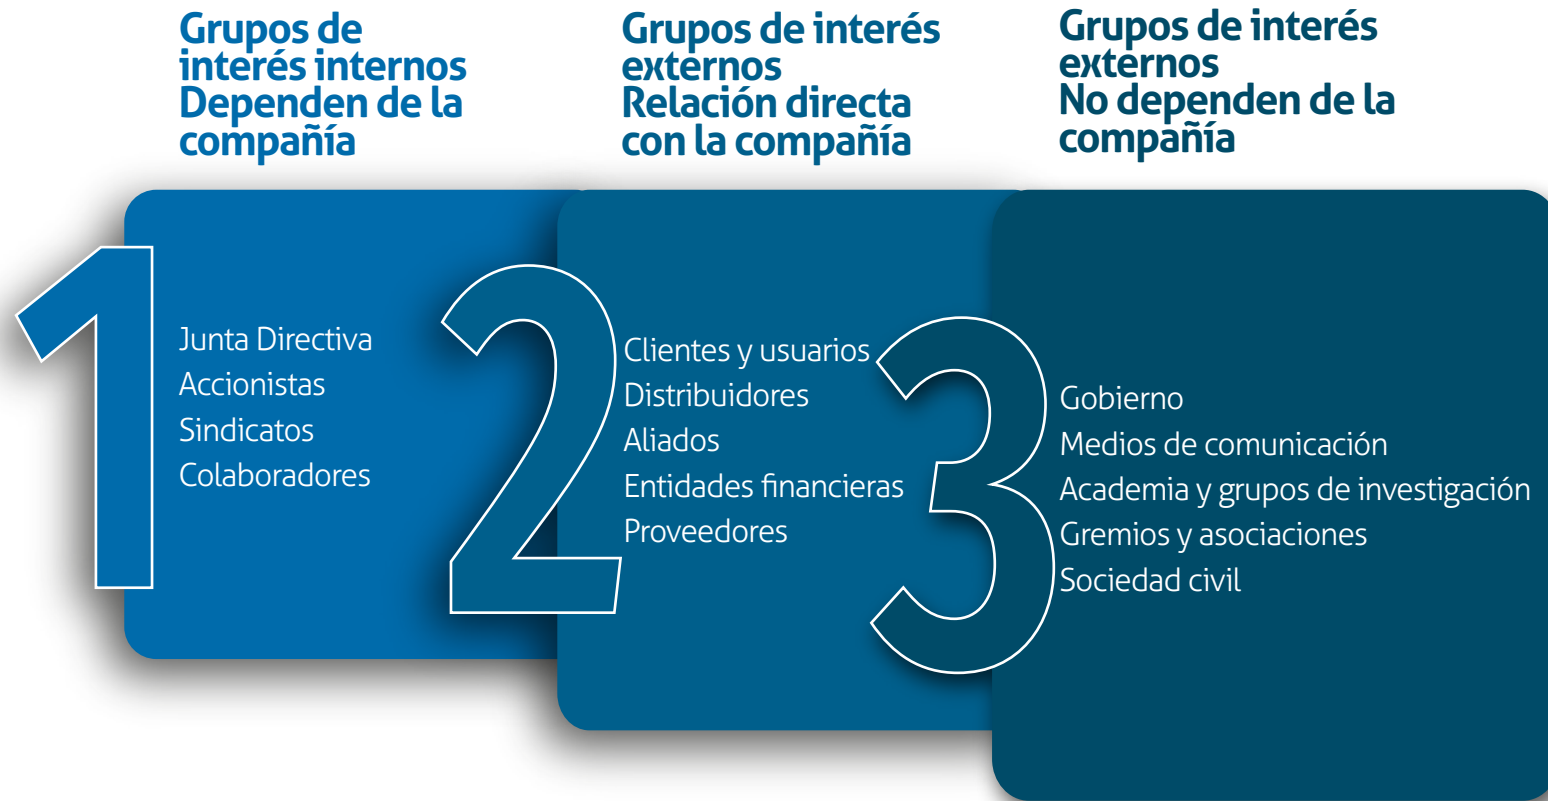 Grupos de
interés internos
Dependen de la
compañía
Grupos de interés
externos
Relación directa
con la compañía
Grupos de interés
externos
No dependen de la
compañía
1
Junta Directiva
Accionistas
Sindicatos
Colaboradores
2
Clientes y usuarios
Distribuidores
Aliados
Entidades financieras
Proveedores
3
Gobierno
Medios de comunicación
Academia y grupos de investigación
Gremios y asociaciones
Sociedad civil